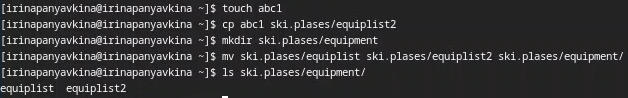 [irinapanyavkina@irinapanyavkina ~]$ touch abc1
[irinapanyavkina@irinapanyavkina ~]$ cp abc1 ski.plases/equiplist2
[irinapanyavkina@irinapanyavkina ~]$ mkdir ski.plases/equipment
[irinapanyavkina@irinapanyavkina ~]$ mv ski.plases/equiplist ski.plases/equiplist2 ski.plases/equipment/
[irinapanyavkina@irinapanyavkina ~]$ ls ski.plases/equipment/
equiplist  equiplist2